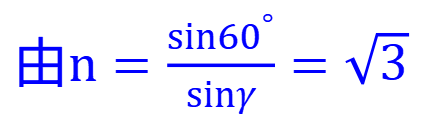 由n = sin60° / sinγ = √3